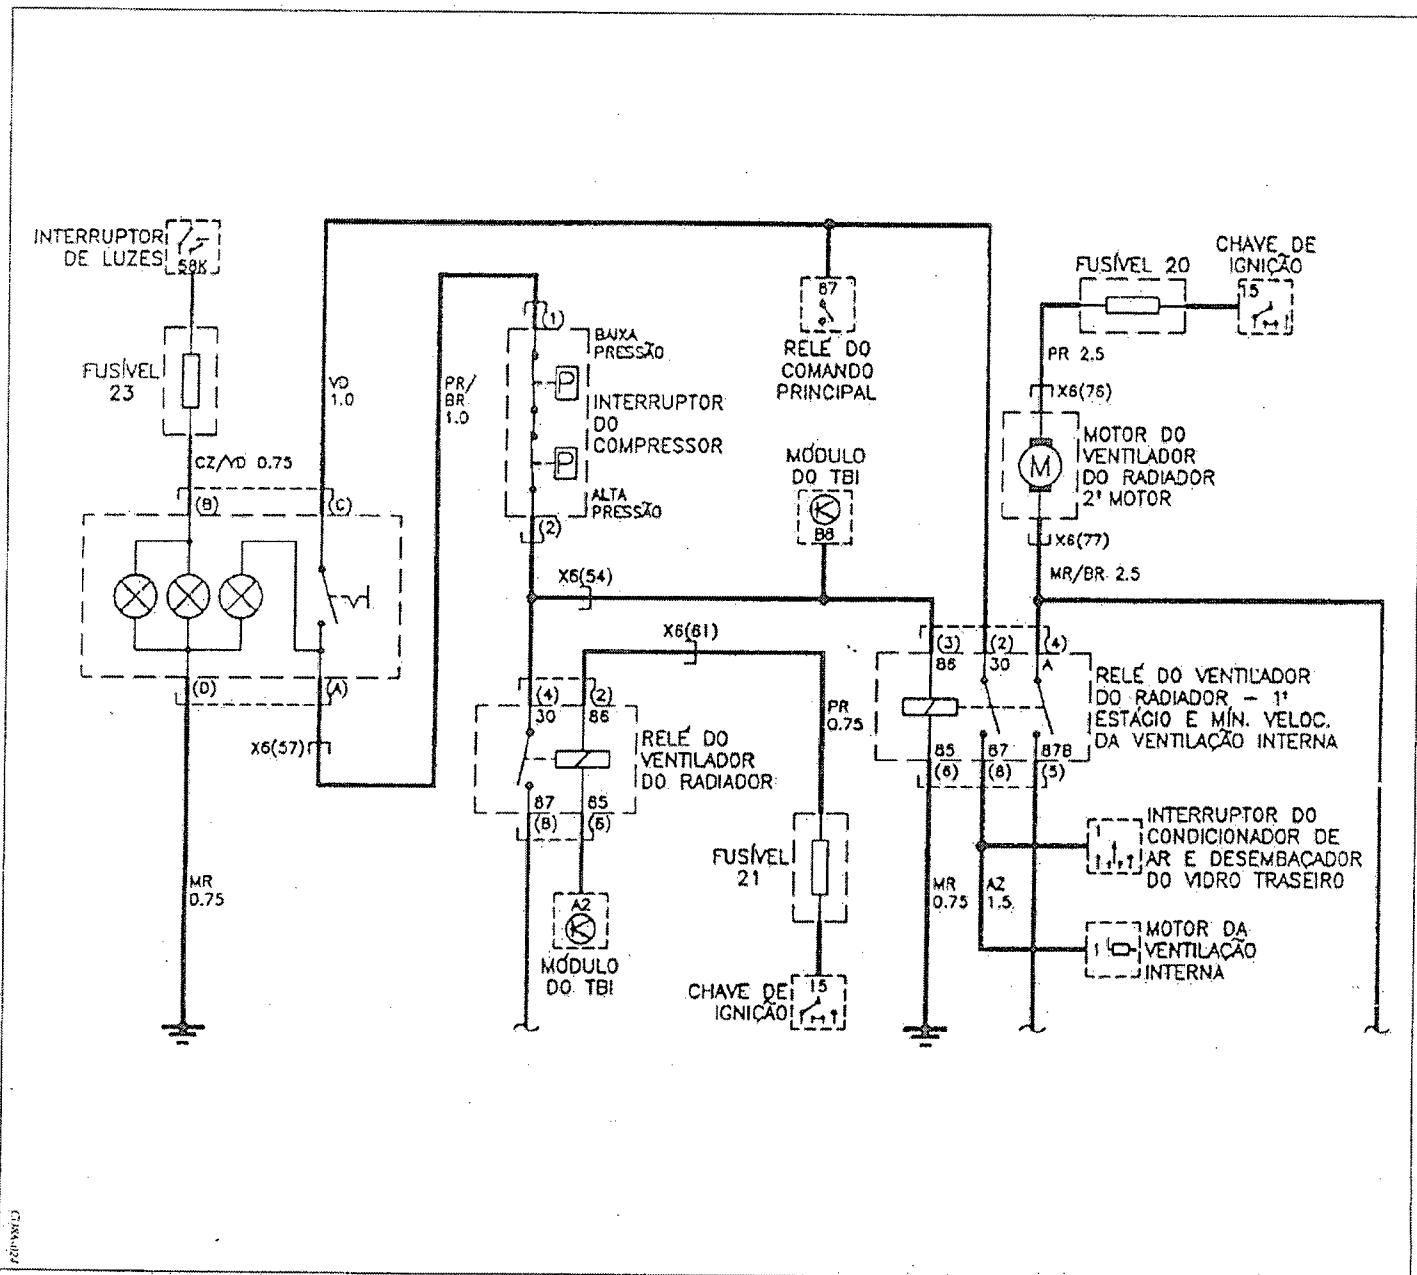 INTERRUPTOR
DE LUZES
58K
FUSÍVEL
23
CZ/VD 0.75
(B)
(C)
VD
1.0
PR/
BR
1.0
(D)
(A)
X6(57)
MR
0.75
(1)
BAIXA
PRESSÃO
P
INTERRUPTOR
DO
COMPRESSOR
P
ALTA
PRESSÃO
(2)
X6(54)
X6(61)
(4)
(2)
30
86
RELÉ DO
VENTILADOR
DO RADIADOR
87
85
(8)
(6)
A2
MÓDULO
DO TBI
87
RELÉ DO
COMANDO
PRINCIPAL
MÓDULO
DO TBI
B8
PR
0.75
FUSÍVEL
21
CHAVE DE
IGNIÇÃO
15
FUSÍVEL 20
CHAVE DE
IGNIÇÃO
15
PR 2.5
X6(76)
M
MOTOR DO
VENTILADOR
DO RADIADOR
2º MOTOR
X6(77)
MR/BR 2.5
(3)
(2)
(4)
86
30
A
RELÉ DO VENTILADOR
DO RADIADOR – 1º
ESTÁGIO E MÍN. VELOC.
DA VENTILAÇÃO INTERNA
85
87
87B
(6)
(8)
(5)
MR
0.75
AZ
1.5
1
INTERRUPTOR DO
CONDICIONADOR DE
AR E DESEMBAÇADOR
DO VIDRO TRASEIRO
1
MOTOR DA
VENTILAÇÃO
INTERNA